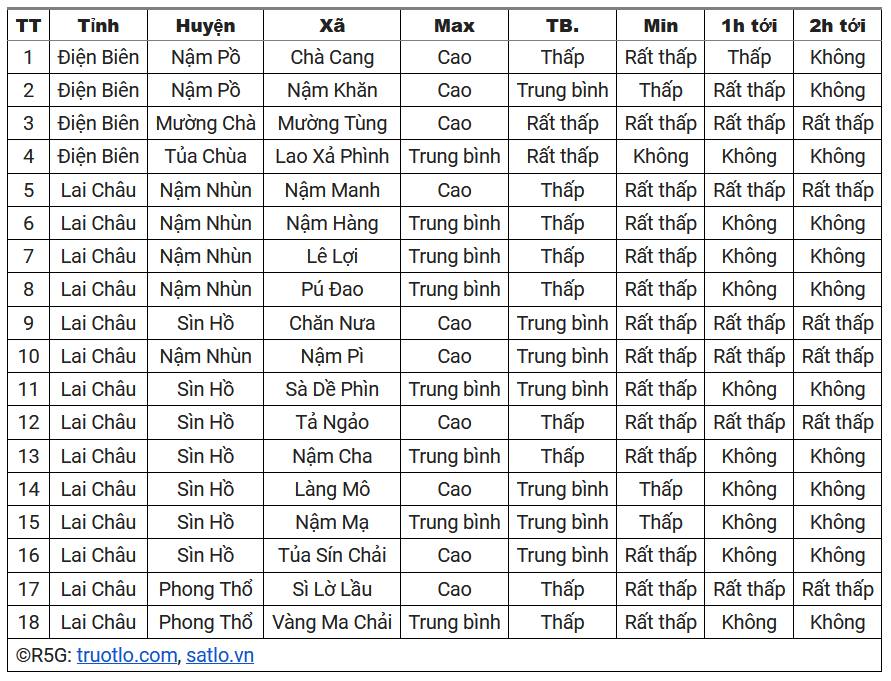 TT Tỉnh Huyện Xã Max TB. Min 1h tới 2h tới
1 Điện Biên Nậm Pồ Chà Cang Cao Thấp Rất thấp Thấp Không
2 Điện Biên Nậm Pồ Nậm Khăn Cao Trung bình Thấp Rất thấp Không
3 Điện Biên Mường Chà Mường Tùng Cao Rất thấp Rất thấp Rất thấp Rất thấp
4 Điện Biên Tủa Chùa Lao Xả Phình Trung bình Rất thấp Không Không Không
5 Lai Châu Nậm Nhùn Nậm Manh Cao Thấp Rất thấp Rất thấp Rất thấp
6 Lai Châu Nậm Nhùn Nậm Hàng Trung bình Thấp Rất thấp Không Không
7 Lai Châu Nậm Nhùn Lê Lợi Trung bình Thấp Rất thấp Không Không
8 Lai Châu Nậm Nhùn Pú Đao Trung bình Thấp Rất thấp Không Không
9 Lai Châu Sìn Hồ Chăn Nưa Cao Trung bình Rất thấp Rất thấp Rất thấp
10 Lai Châu Nậm Nhùn Nậm Pì Cao Trung bình Rất thấp Rất thấp Rất thấp
11 Lai Châu Sìn Hồ Sà Dề Phìn Trung bình Trung bình Rất thấp Không Không
12 Lai Châu Sìn Hồ Tả Ngảo Cao Thấp Rất thấp Rất thấp Rất thấp
13 Lai Châu Sìn Hồ Nậm Cha Trung bình Thấp Rất thấp Không Không
14 Lai Châu Sìn Hồ Làng Mô Cao Trung bình Thấp Không Không
15 Lai Châu Sìn Hồ Nậm Mạ Trung bình Trung bình Thấp Không Không
16 Lai Châu Sìn Hồ Tủa Sín Chải Cao Trung bình Rất thấp Không Không
17 Lai Châu Phong Thổ Sì Lờ Lầu Cao Thấp Rất thấp Rất thấp Rất thấp
18 Lai Châu Phong Thổ Vàng Ma Chải Trung bình Thấp Rất thấp Không Không
©R5G: truotlo.com, satlo.vn